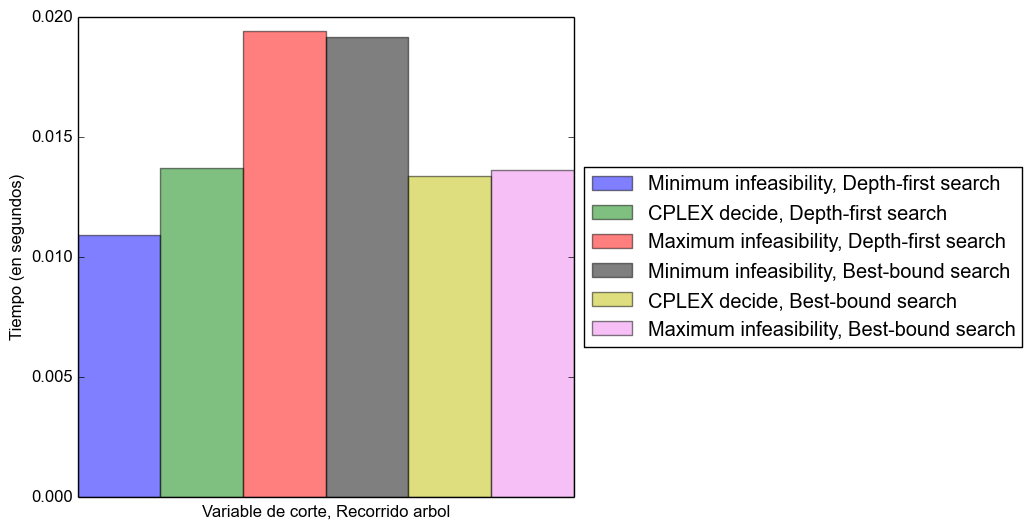 0.020
0.015
0.010
0.005
0.000
Tiempo (en segundos)
Variable de corte, Recorrido arbol
Minimum infeasibility, Depth-first search
CPLEX decide, Depth-first search
Maximum infeasibility, Depth-first search
Minimum infeasibility, Best-bound search
CPLEX decide, Best-bound search
Maximum infeasibility, Best-bound search